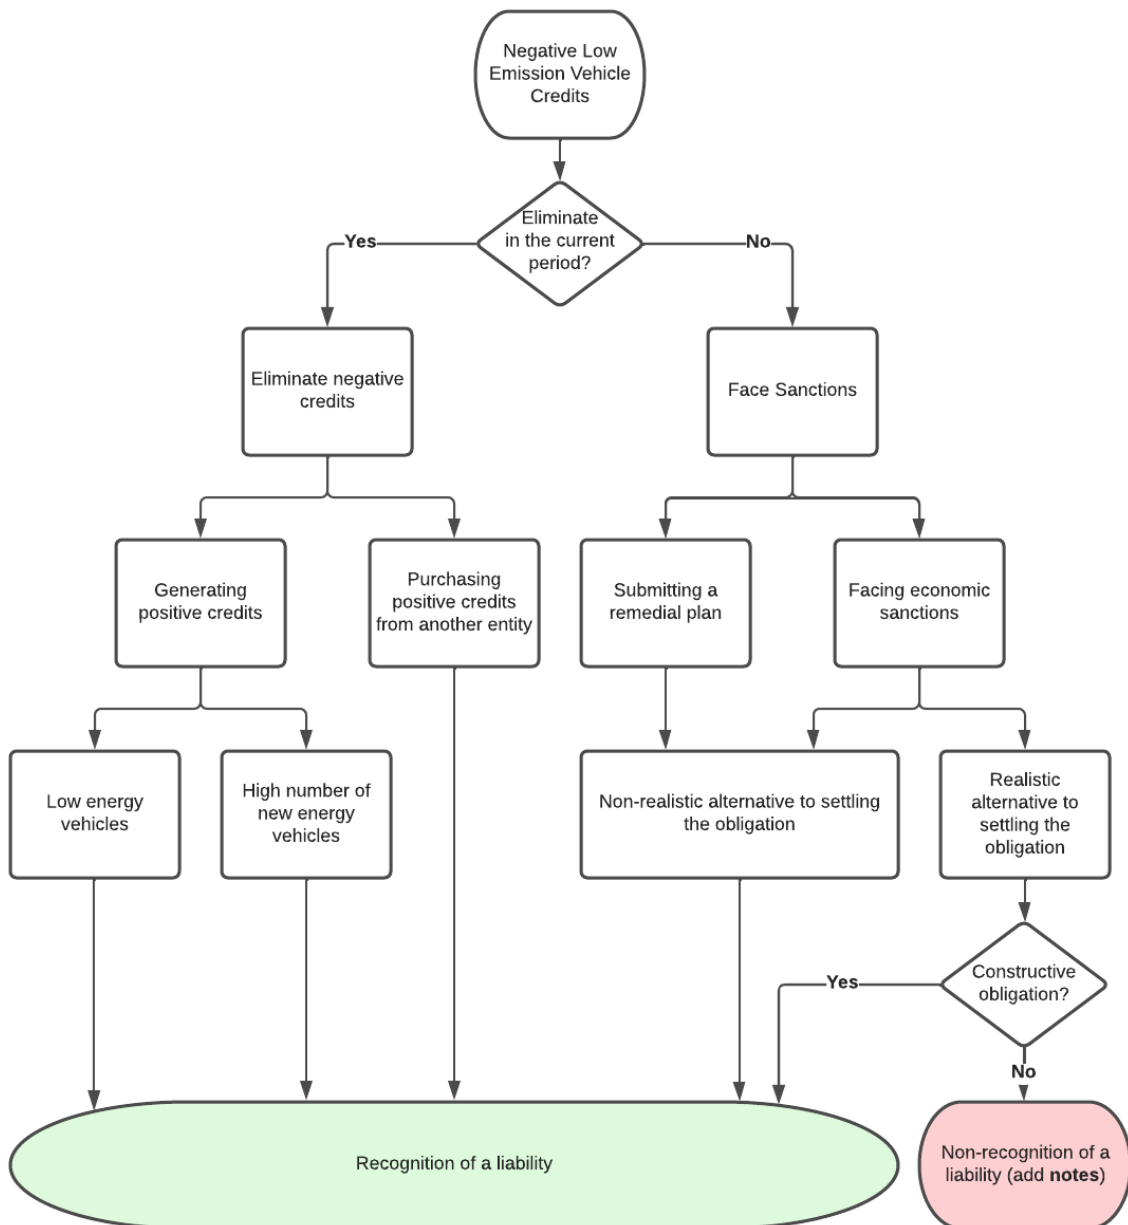 Negative Low
Emission Vehicle
Credits
Eliminate
in the current
period?
Yes
No
Eliminate negative
credits
Face Sanctions
Generating
positive credits
Purchasing
positive credits
from another entity
Submitting a
remedial plan
Facing economic
sanctions
Low energy
vehicles
High number of
new energy
vehicles
Non-realistic alternative to settling
the obligation
Realistic
alternative to
settling the
obligation
Constructive
obligation?
Yes
No
Recognition of a liability
Non-recognition of a
liability (add notes)